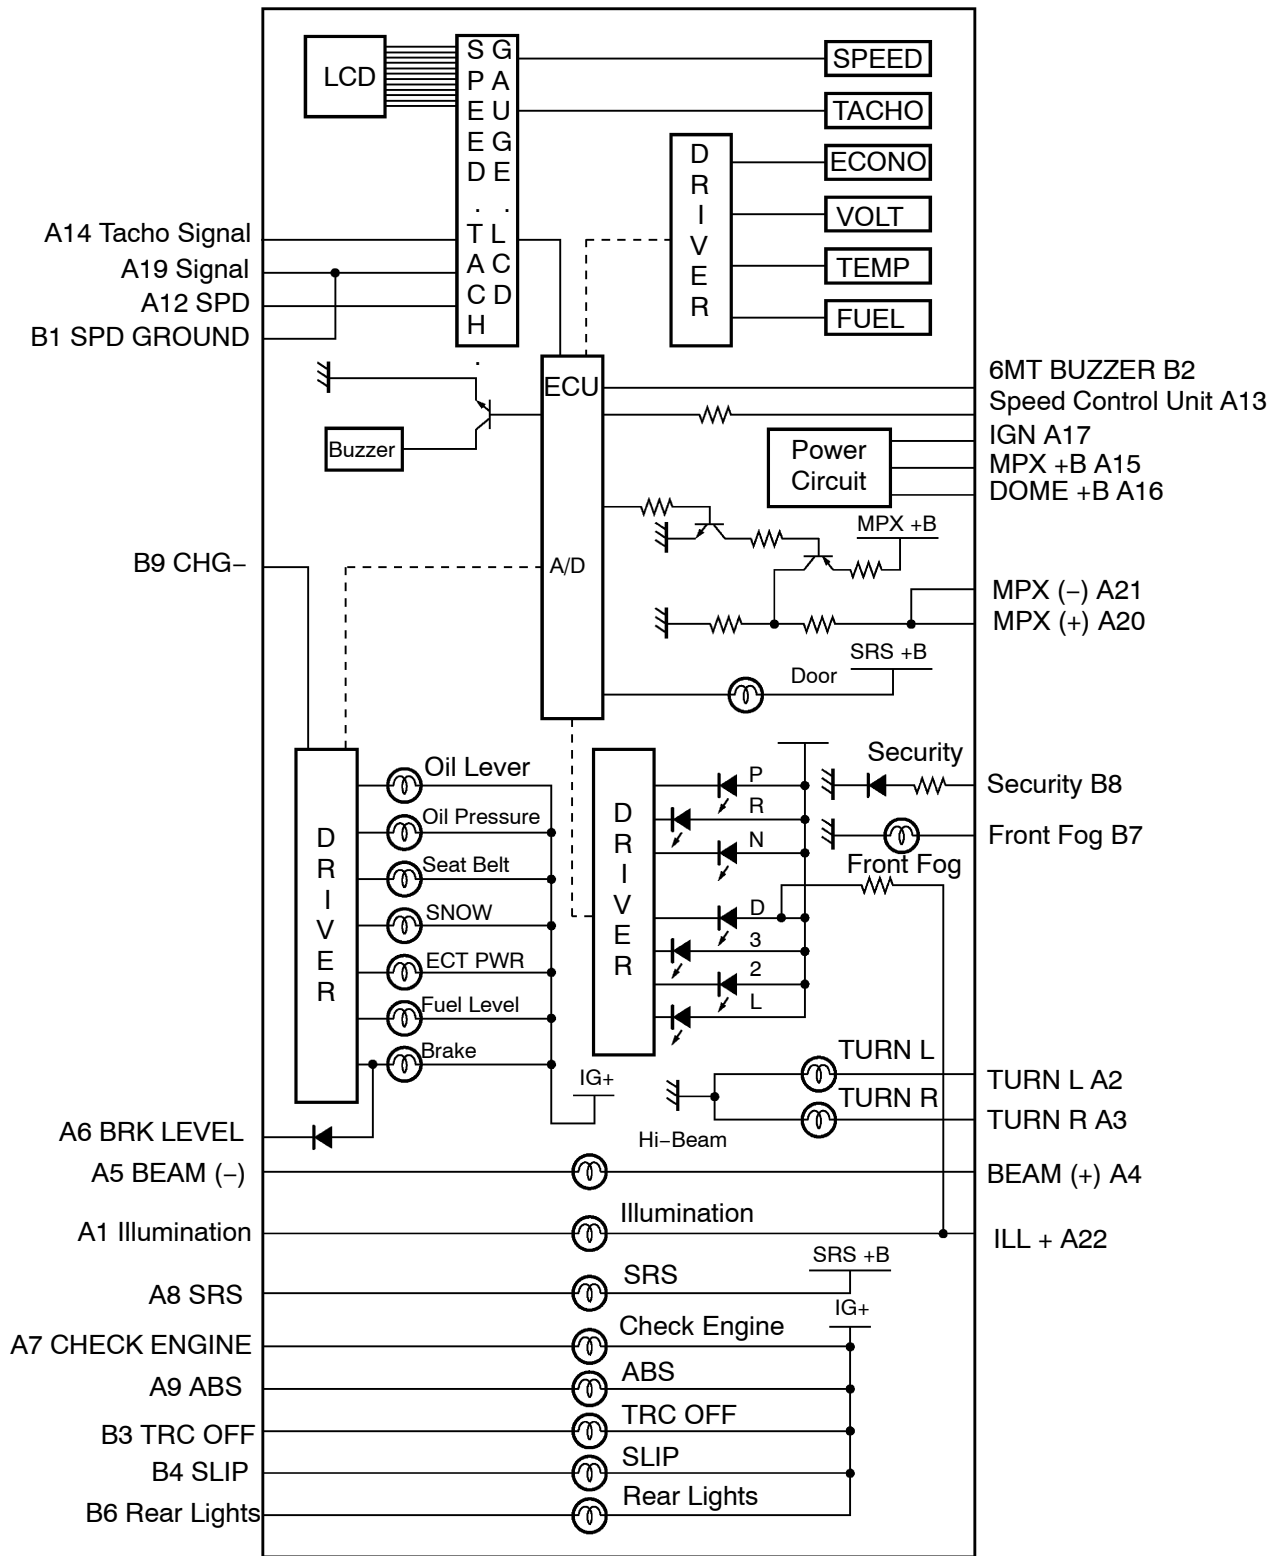 LCD
SPEED . TACH .
GAUGE . LCD
SPEED
TACHO
DRIVER
ECONO
VOLT
TEMP
FUEL
A14 Tacho Signal
A19 Signal
A12 SPD
B1 SPD GROUND
ECU
Buzzer
6MT BUZZER B2
Speed Control Unit A13
Power
Circuit
IGN A17
MPX +B A15
DOME +B A16
MPX +B
B9 CHG−
A/D
MPX (−) A21
MPX (+) A20
SRS +B
Door
DRIVER
Oil Lever
Oil Pressure
Seat Belt
SNOW
ECT PWR
Fuel Level
Brake
IG+
DRIVER
P
R
N
D
3
2
L
Security
Security B8
Front Fog B7
Front Fog
TURN L
TURN L A2
TURN R
TURN R A3
Hi−Beam
A6 BRK LEVEL
A5 BEAM (−)
BEAM (+) A4
A1 Illumination
Illumination
ILL + A22
SRS +B
A8 SRS
SRS
IG+
A7 CHECK ENGINE
Check Engine
A9 ABS
ABS
B3 TRC OFF
TRC OFF
B4 SLIP
SLIP
B6 Rear Lights
Rear Lights